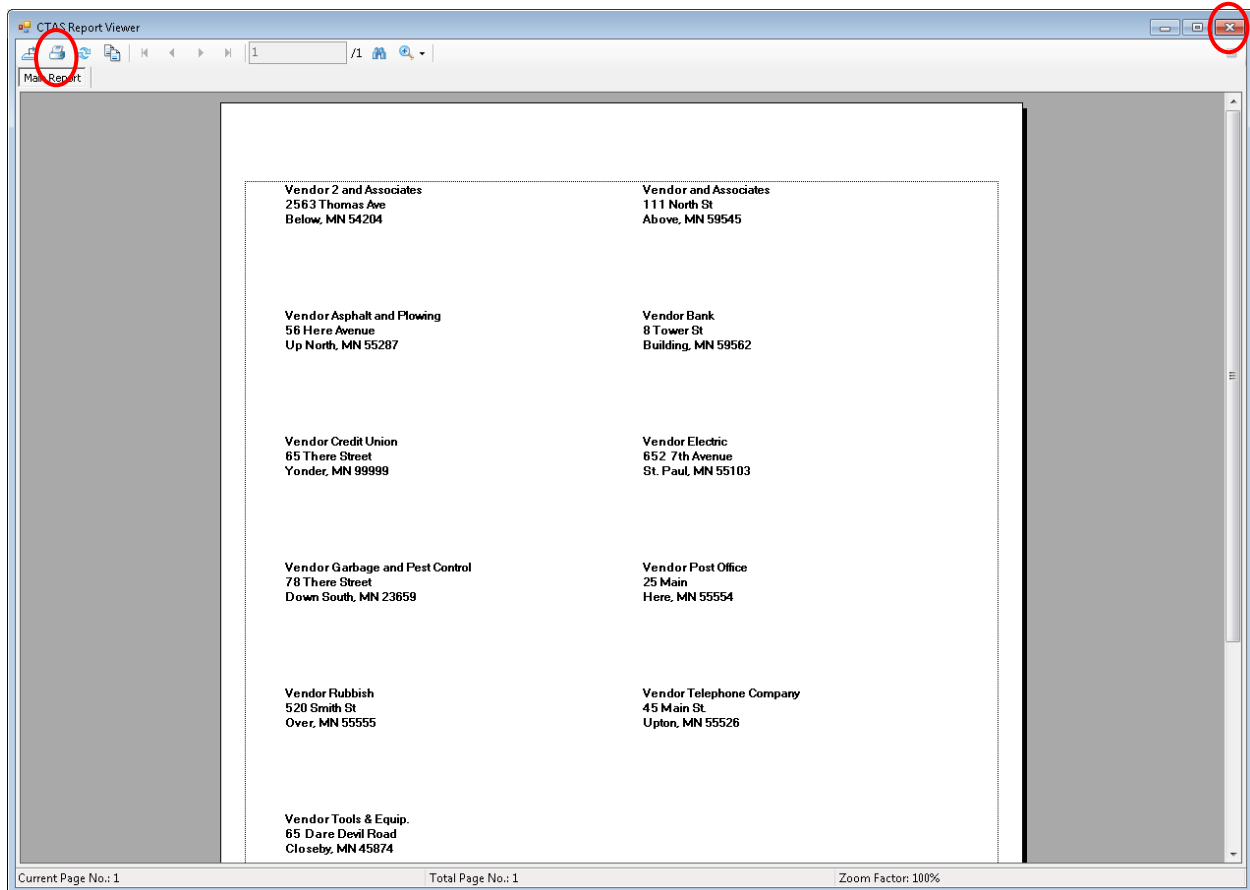 CTAS Report Viewer
1 /1
Main Report
Vendor 2 and Associates
2563 Thomas Ave
Below, MN 54204
Vendor and Associates
111 North St
Above, MN 59545
Vendor Asphalt and Plowing
56 Here Avenue
Up North, MN 55287
Vendor Bank
8 Tower St
Building, MN 59562
Vendor Credit Union
65 There Street
Yonder, MN 99999
Vendor Electric
652 7th Avenue
St. Paul, MN 55103
Vendor Garbage and Pest Control
78 There Street
Down South, MN 23659
Vendor Post Office
25 Main
Here, MN 55554
Vendor Rubbish
520 Smith St
Over, MN 55555
Vendor Telephone Company
45 Main St.
Upton, MN 55526
Vendor Tools & Equip.
65 Dare Devil Road
Closeby, MN 45874
Current Page No.: 1
Total Page No.: 1
Zoom Factor: 100%